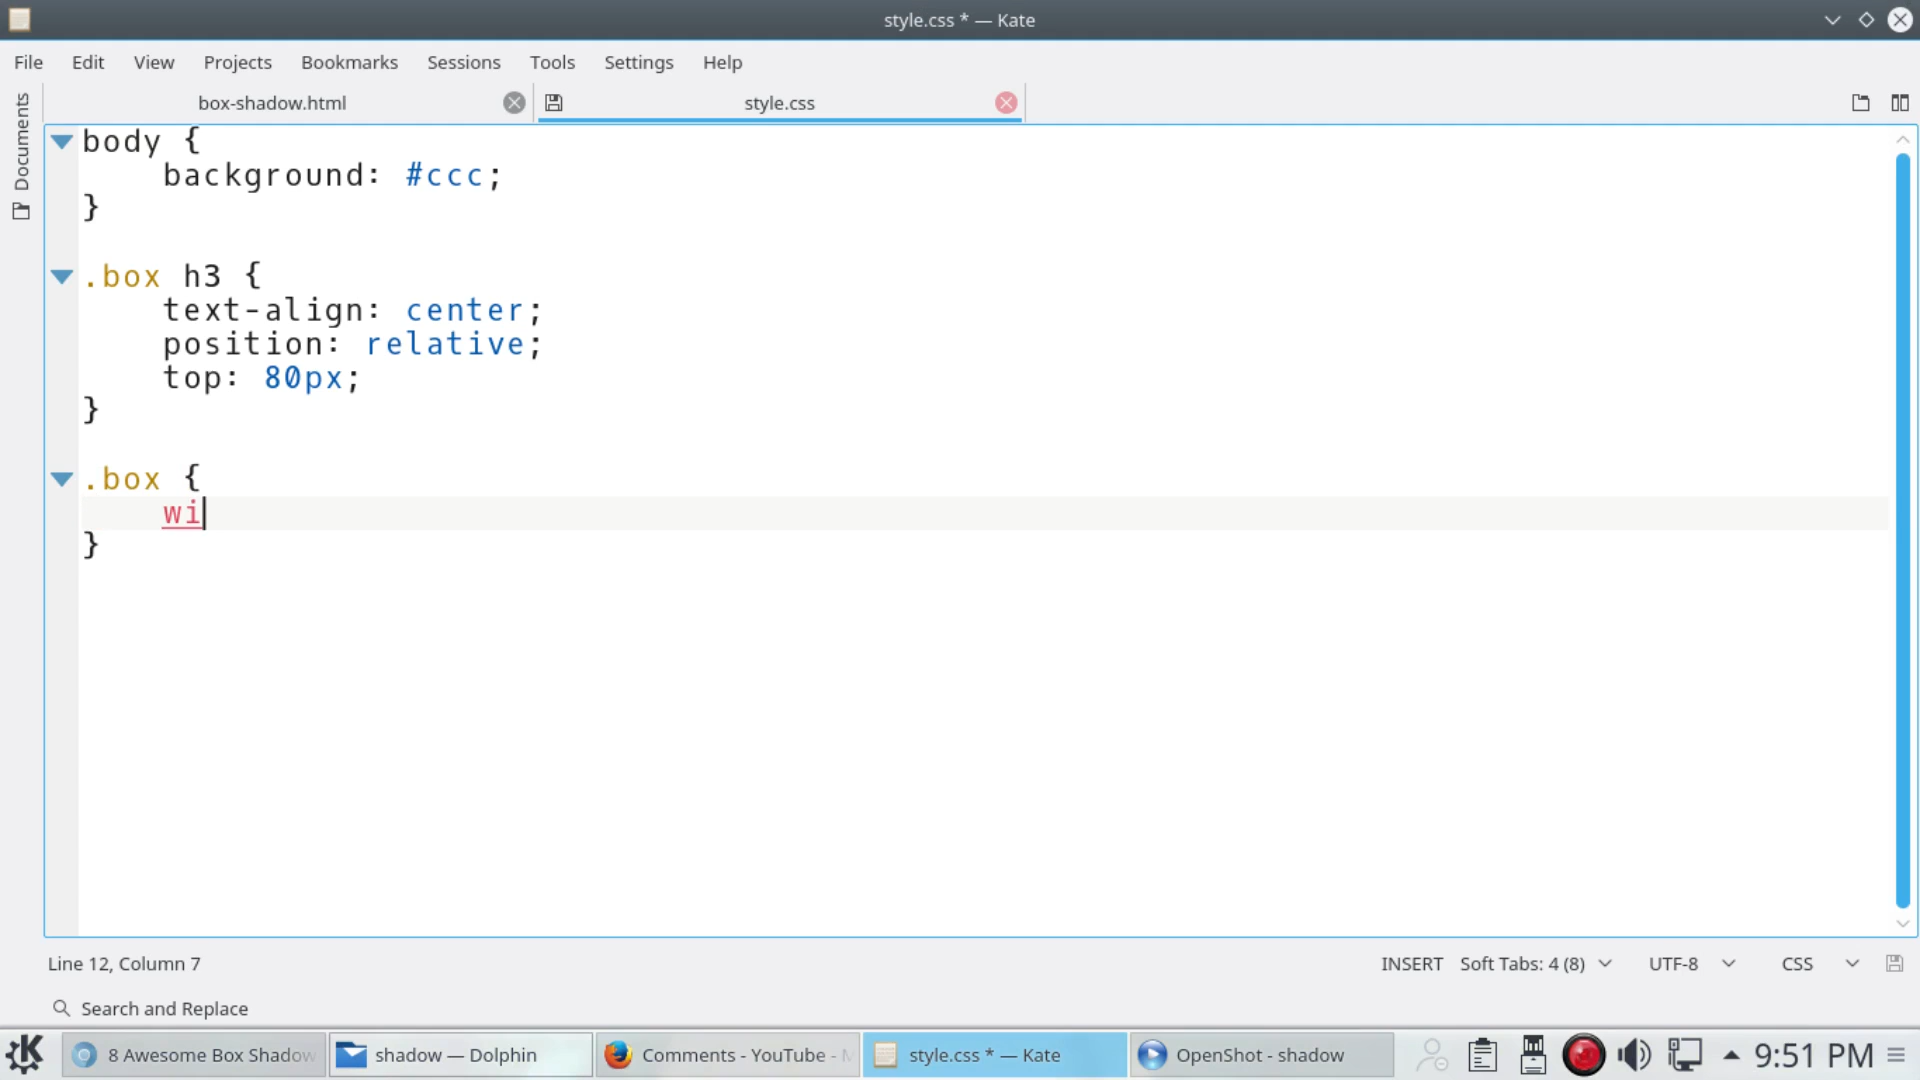 style.css * — Kate
File Edit View Projects Bookmarks Sessions Tools Settings Help
Documents
box-shadow.html style.css
body {
    background: #ccc;
}
.box h3 {
    text-align: center;
    position: relative;
    top: 80px;
}
.box {
    wi
}
Line 12, Column 7 INSERT Soft Tabs: 4 (8) UTF-8 CSS
Search and Replace
8 Awesome Box Shadow shadow — Dolphin Comments - YouTube - style.css * — Kate OpenShot - shadow 9:51 PM